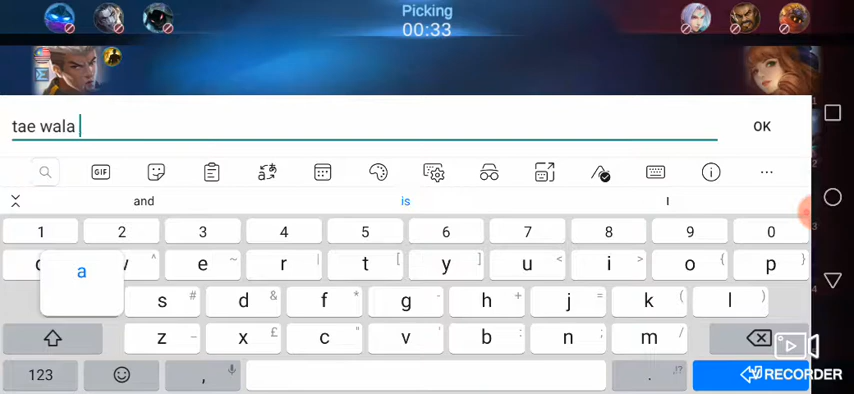 Picking
00:33
tae wala
OK
GIF
and is I
1 2 3 4 5 6 7 8 9 0
e ~ r | t [ y ] u < i > o { p }
a s # d & f * g - h + j = k ( l )
z _ x £ c " v ' b : n ; m /
123 , . ,!?
RECORDER